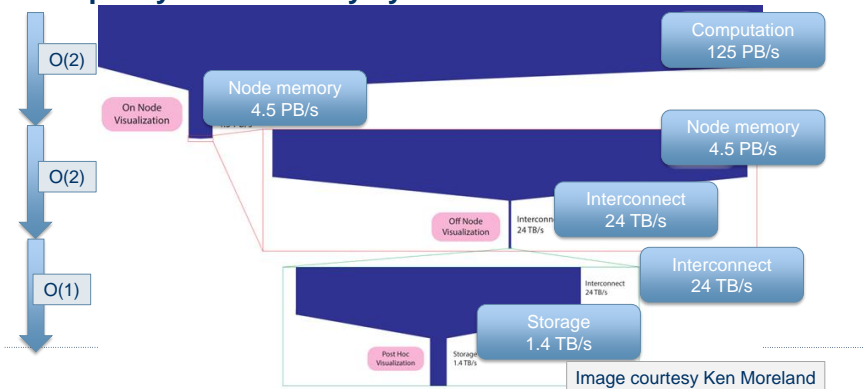 Computation
125 PB/s
O(2)
Node memory
4.5 PB/s
On Node
Visualization
Node memory
4.5 PB/s
O(2)
Interconnect
24 TB/s
Off Node
Visualization
24 TB/s
Interconnect
24 TB/s
O(1)
Interconnect
24 TB/s
Storage
1.4 TB/s
Post Hoc
Visualization
1.4 TB/s
Image courtesy Ken Moreland